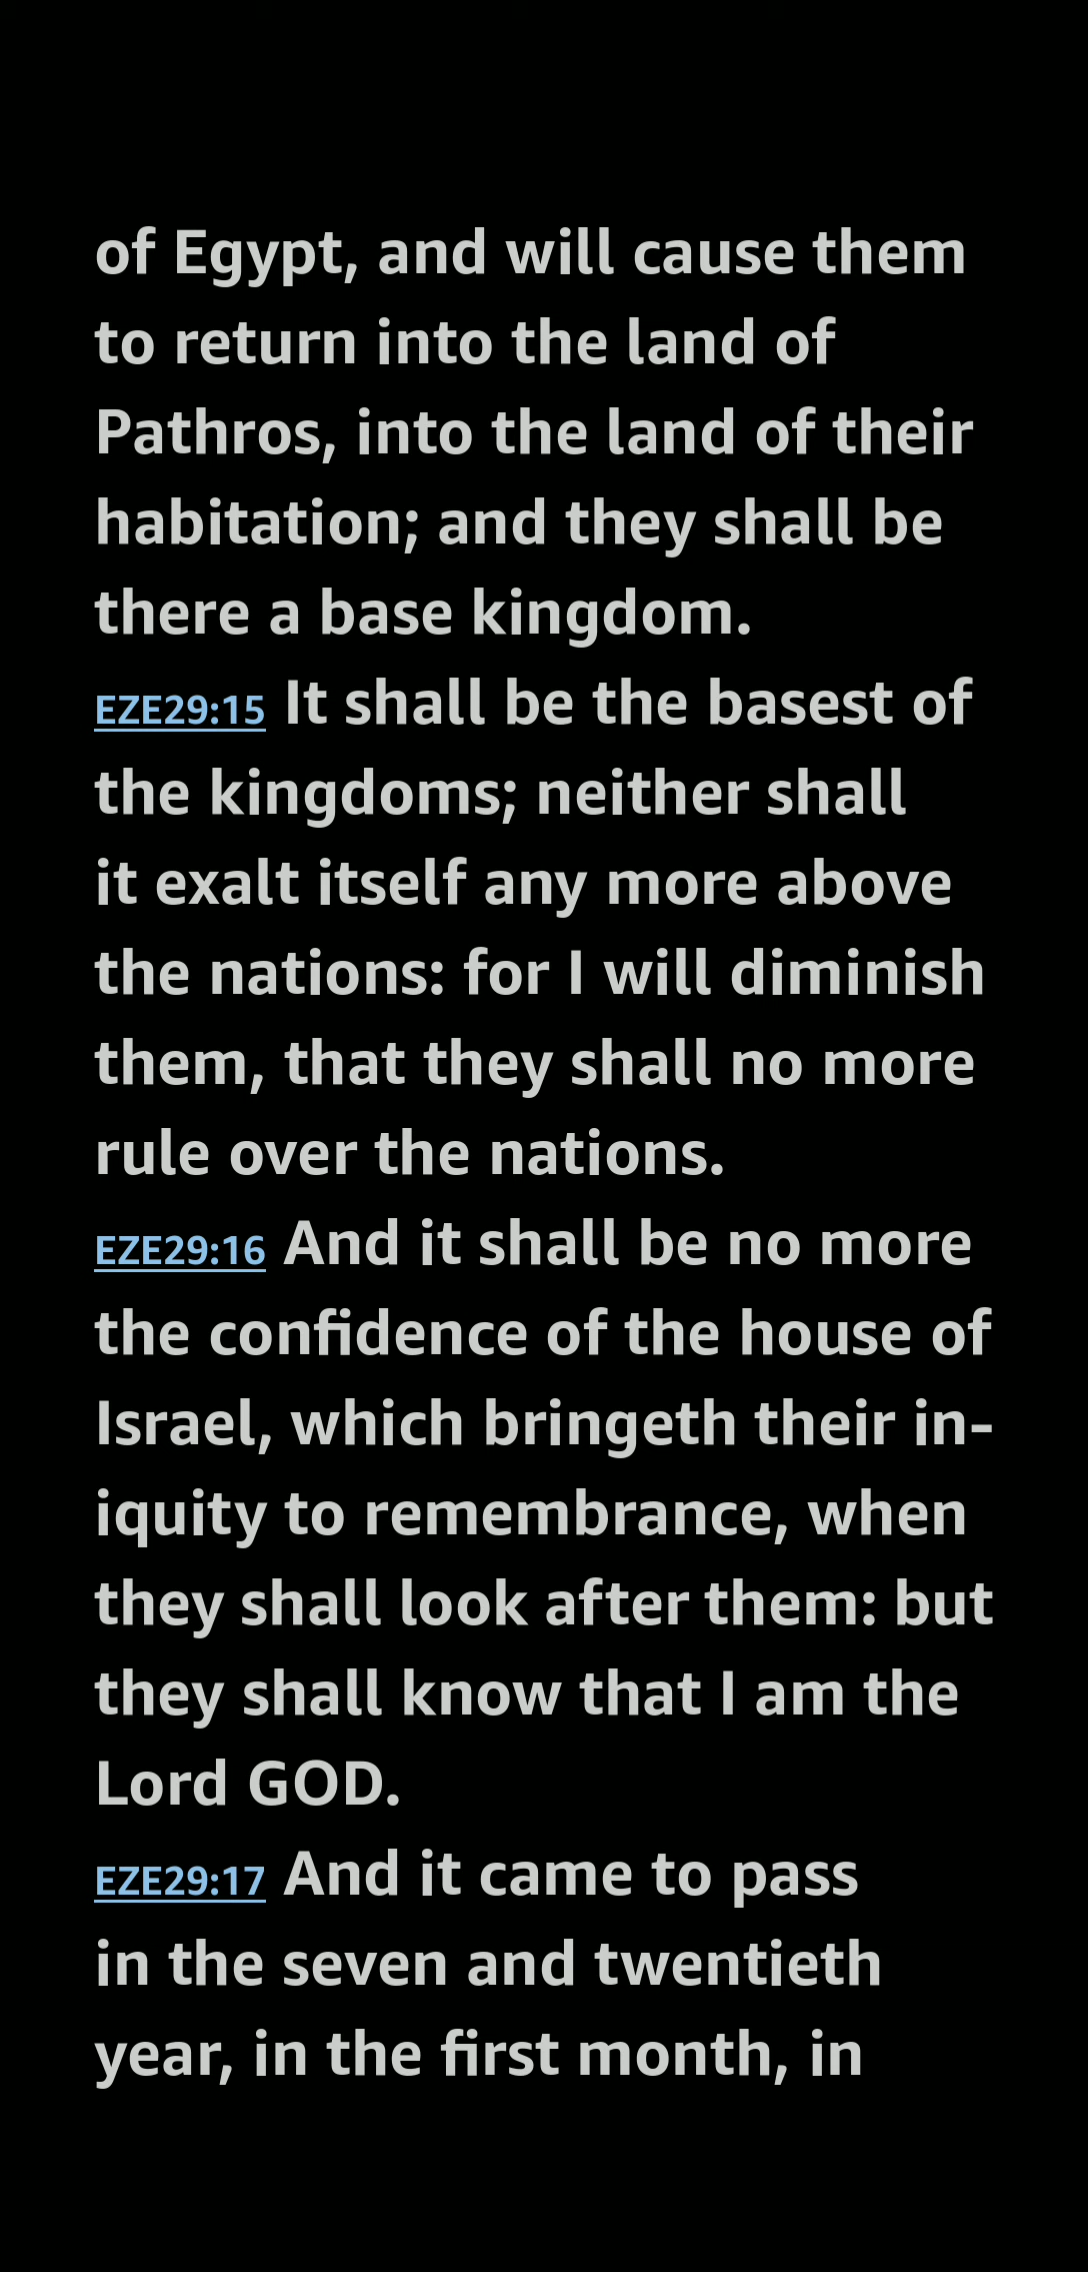 of Egypt, and will cause them
to return into the land of
Pathros, into the land of their
habitation; and they shall be
there a base kingdom.
EZE29:15 It shall be the basest of
the kingdoms; neither shall
it exalt itself any more above
the nations: for I will diminish
them, that they shall no more
rule over the nations.
EZE29:16 And it shall be no more
the confidence of the house of
Israel, which bringeth their in-
iquity to remembrance, when
they shall look after them: but
they shall know that I am the
Lord GOD.
EZE29:17 And it came to pass
in the seven and twentieth
year, in the first month, in